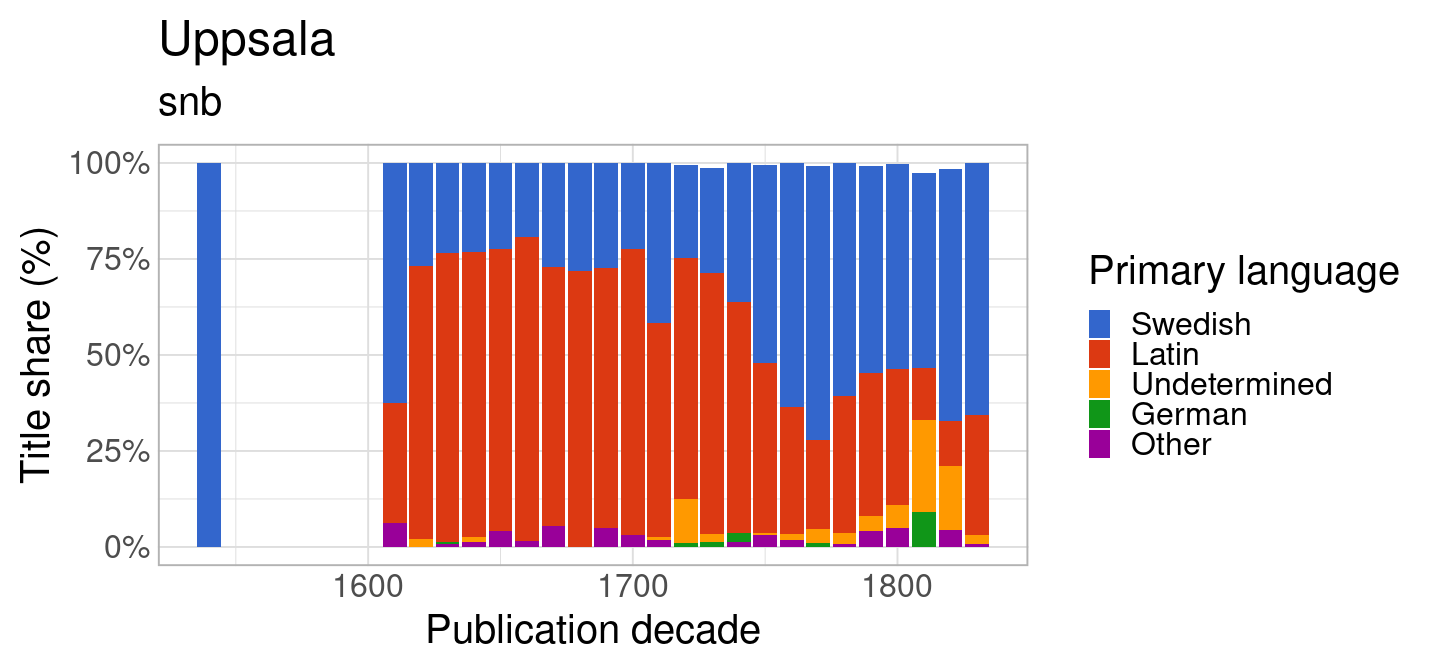 Uppsala
snb
Title share (%)
100%
75%
50%
25%
0%
1600 1700 1800
Publication decade
Primary language
Swedish
Latin
Undetermined
German
Other